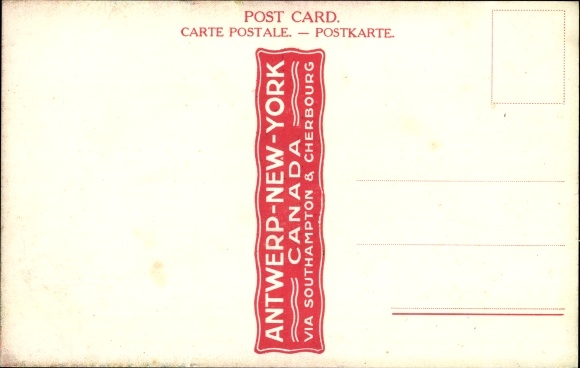 POST CARD.
CARTE POSTALE. — POSTKARTE.
ANTWERP-NEW-YORK
CANADA
VIA SOUTHAMPTON & CHERBOURG